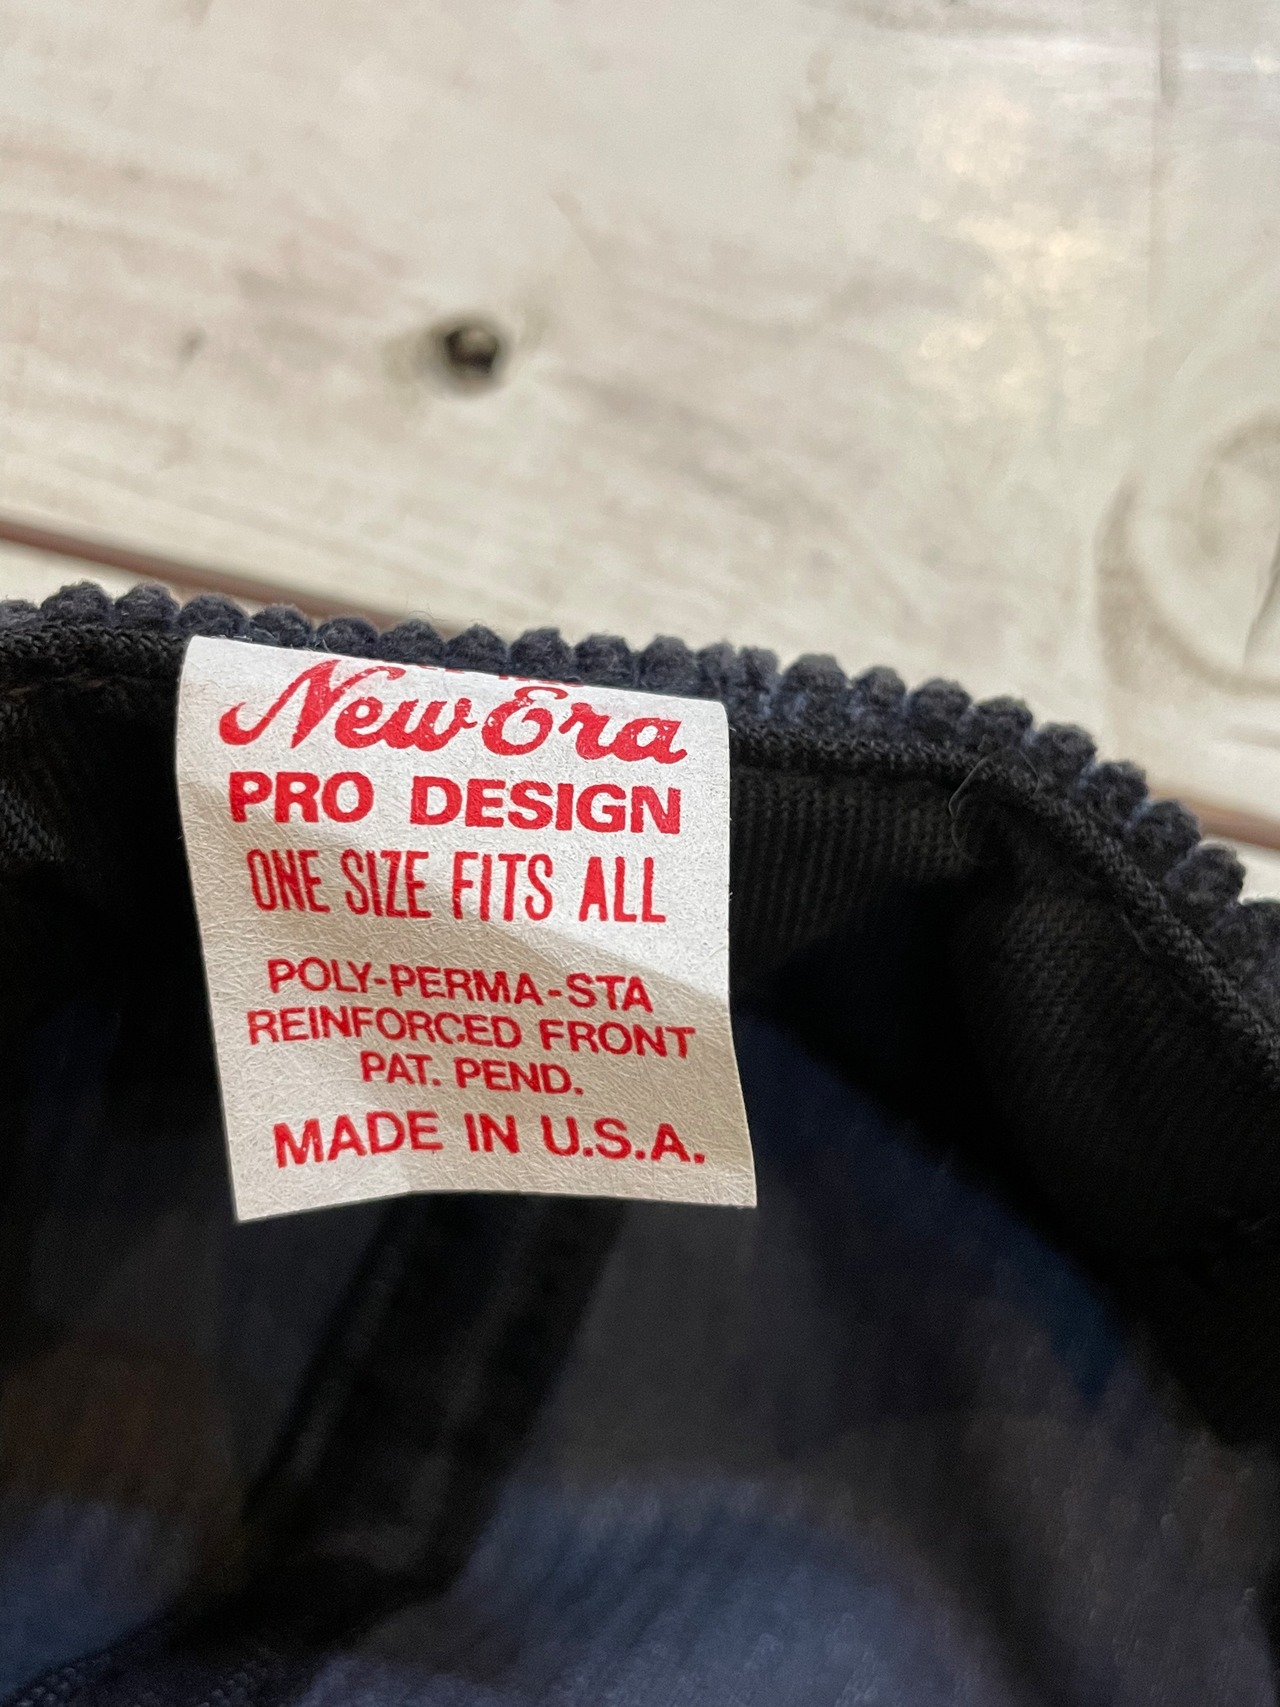 New Era
PRO DESIGN
ONE SIZE FITS ALL
POLY-PERMA-STA
REINFORCED FRONT
PAT. PEND.
MADE IN U.S.A.